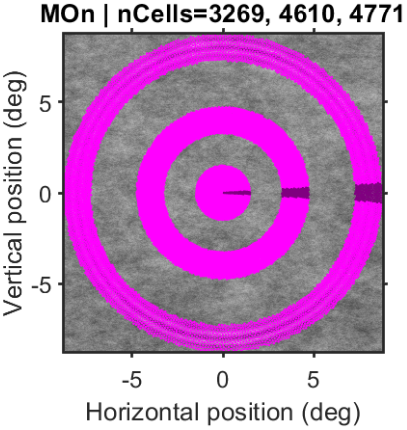 MOn | nCells=3269, 4610, 4771
Vertical position (deg)
5
0
-5
-5 0 5
Horizontal position (deg)